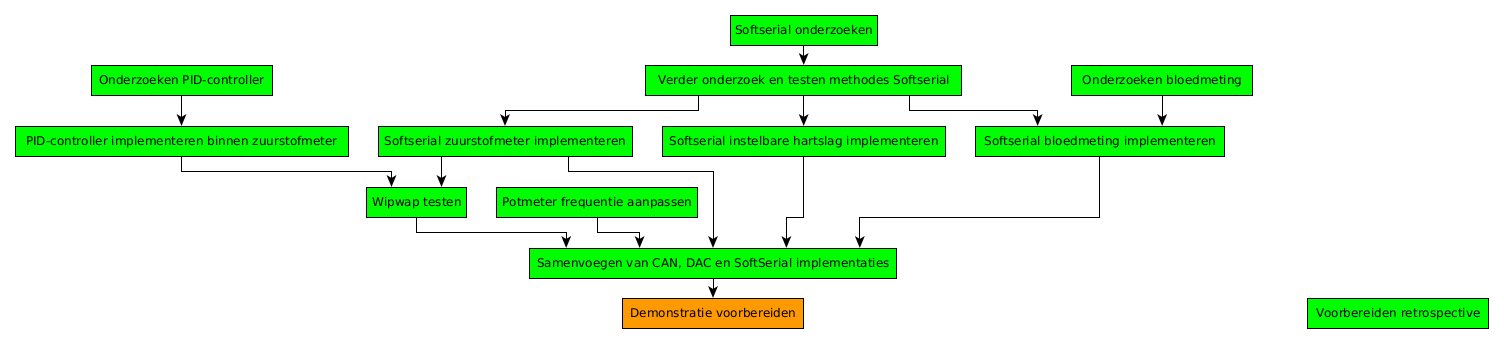 Softserial onderzoeken
Onderzoeken PID-controller
Verder onderzoek en testen methodes Softserial
Onderzoeken bloedmeting
PID-controller implementeren binnen zuurstofmeter
Softserial zuurstofmeter implementeren
Softserial instelbare hartslag implementeren
Softserial bloedmeting implementeren
Wipwap testen
Potmeter frequentie aanpassen
Samenvoegen van CAN, DAC en SoftSerial implementaties
Demonstratie voorbereiden
Voorbereiden retrospective